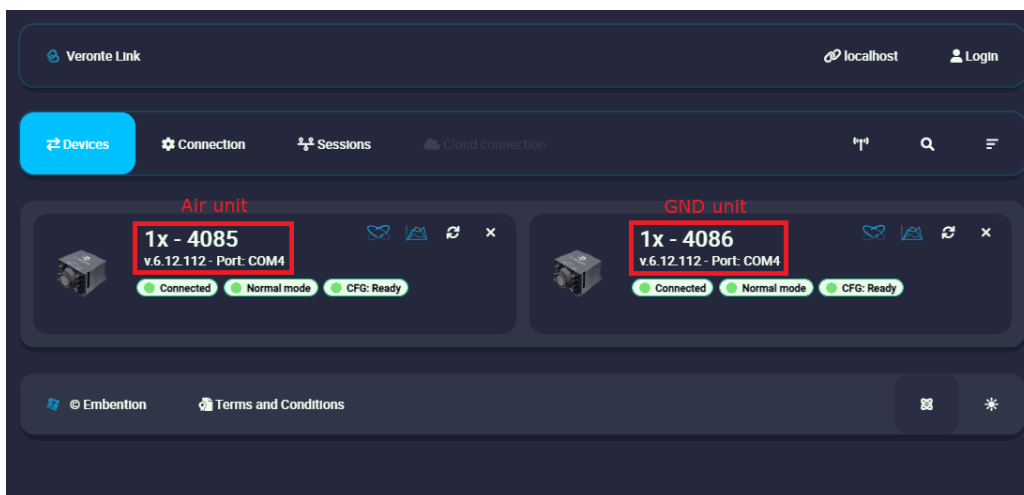 Veronte Link
localhost
Login
Devices
Connection
Sessions
Cloud connection
Air unit
1x - 4085
v.6.12.112 - Port: COM4
Connected
Normal mode
CFG: Ready
GND unit
1x - 4086
v.6.12.112 - Port: COM4
Connected
Normal mode
CFG: Ready
© Embention
Terms and Conditions